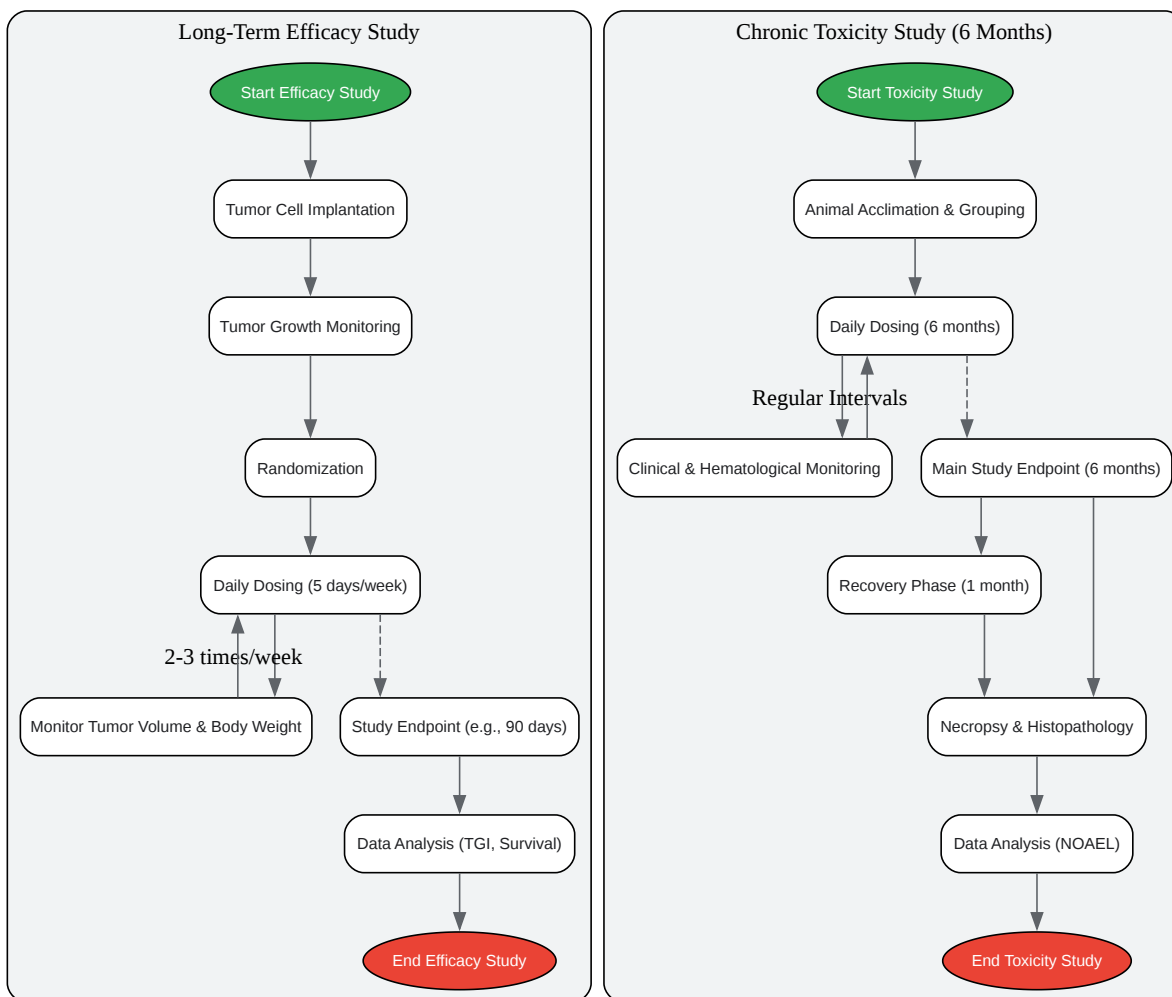 Long-Term Efficacy Study
Start Efficacy Study
Tumor Cell Implantation
Tumor Growth Monitoring
Randomization
Daily Dosing (5 days/week)
2-3 times/week
Monitor Tumor Volume & Body Weight
Study Endpoint (e.g., 90 days)
Data Analysis (TGI, Survival)
End Efficacy Study
Chronic Toxicity Study (6 Months)
Start Toxicity Study
Animal Acclimation & Grouping
Daily Dosing (6 months)
Regular Intervals
Clinical & Hematological Monitoring
Main Study Endpoint (6 months)
Recovery Phase (1 month)
Necropsy & Histopathology
Data Analysis (NOAEL)
End Toxicity Study